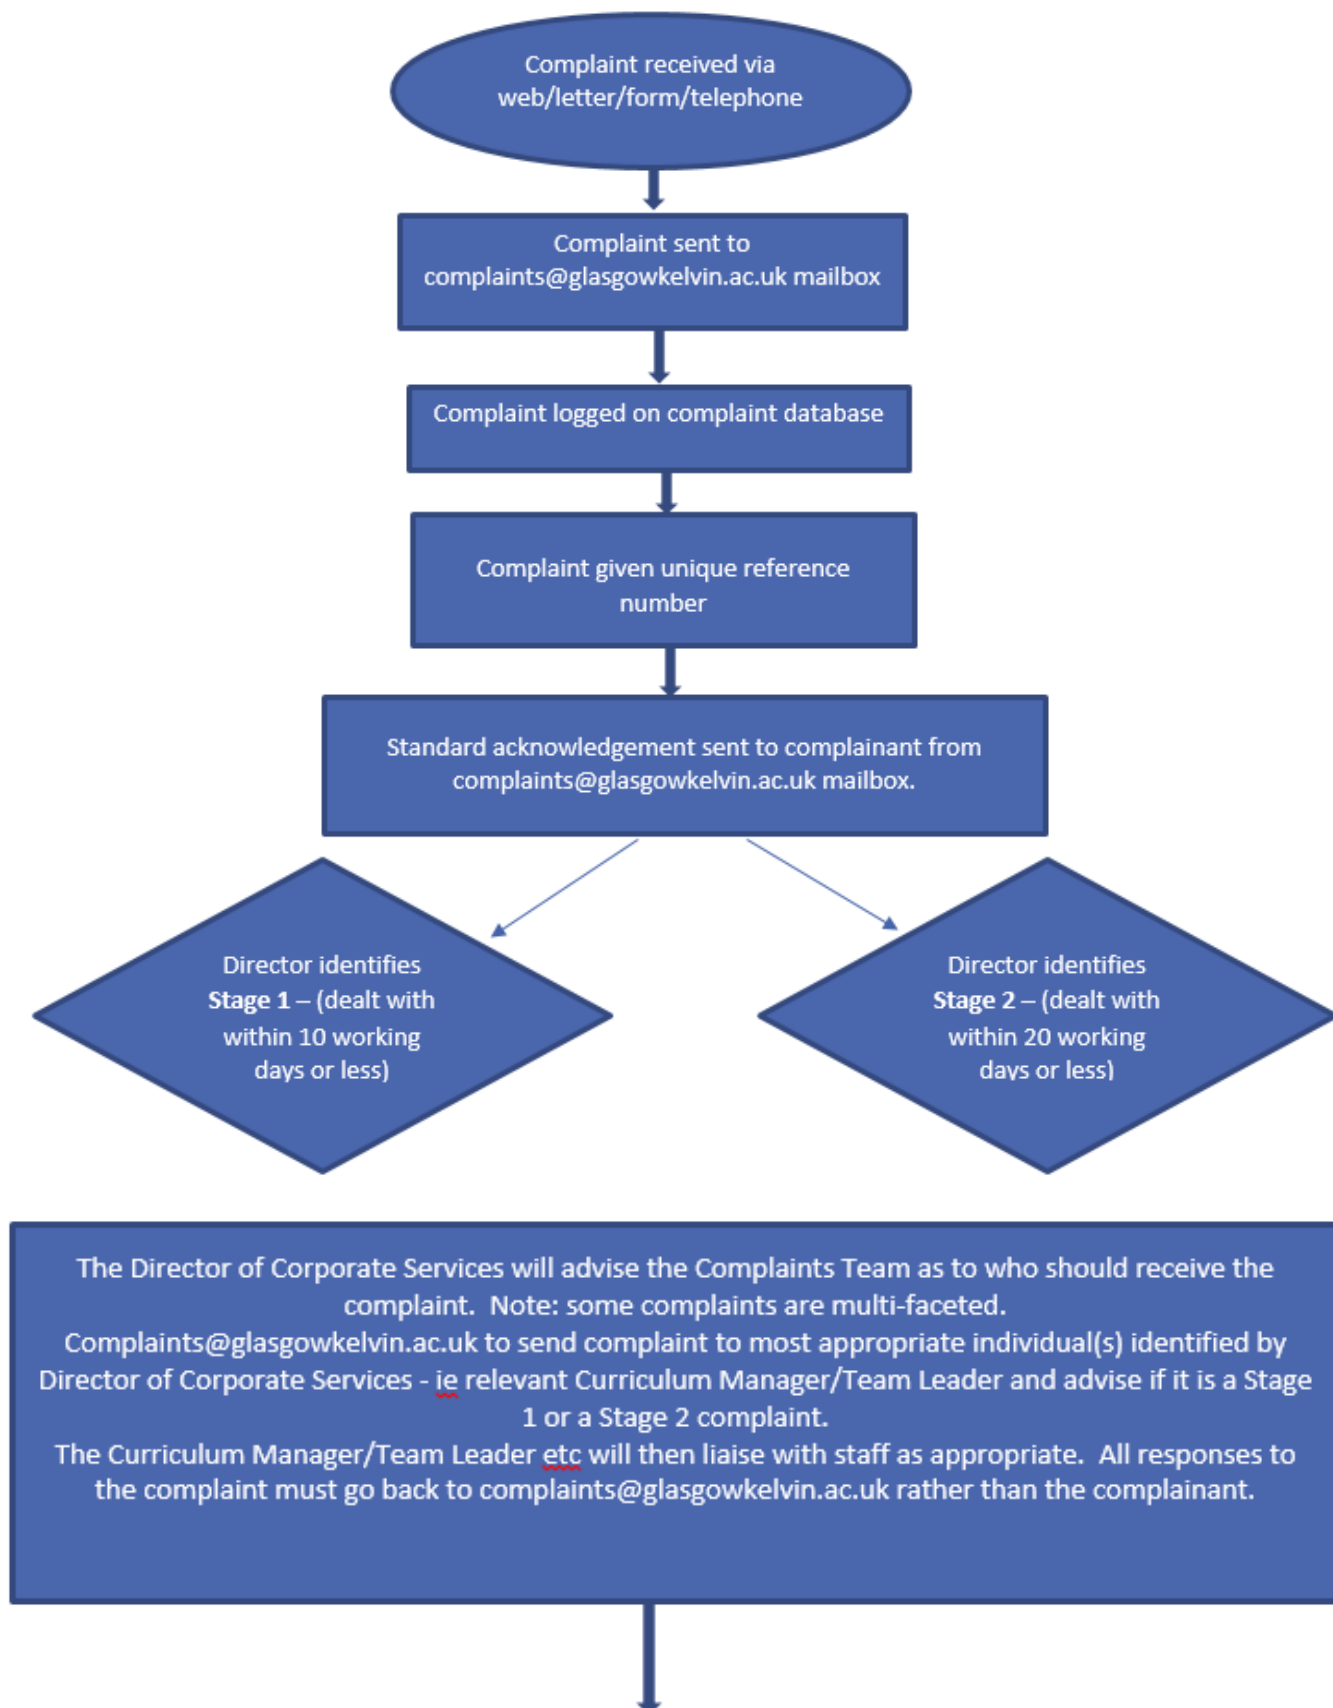 Complaint received via
web/letter/form/telephone
Complaint sent to
complaints@glasgowkelvin.ac.uk mailbox
Complaint logged on complaint database
Complaint given unique reference
number
Standard acknowledgement sent to complainant from
complaints@glasgowkelvin.ac.uk mailbox.
Director identifies
Stage 1 – (dealt with
within 10 working
days or less)
Director identifies
Stage 2 – (dealt with
within 20 working
days or less)
The Director of Corporate Services will advise the Complaints Team as to who should receive the
complaint.  Note: some complaints are multi-faceted.
Complaints@glasgowkelvin.ac.uk to send complaint to most appropriate individual(s) identified by
Director of Corporate Services - ie relevant Curriculum Manager/Team Leader and advise if it is a Stage
1 or a Stage 2 complaint.
The Curriculum Manager/Team Leader etc will then liaise with staff as appropriate.  All responses to
the complaint must go back to complaints@glasgowkelvin.ac.uk rather than the complainant.